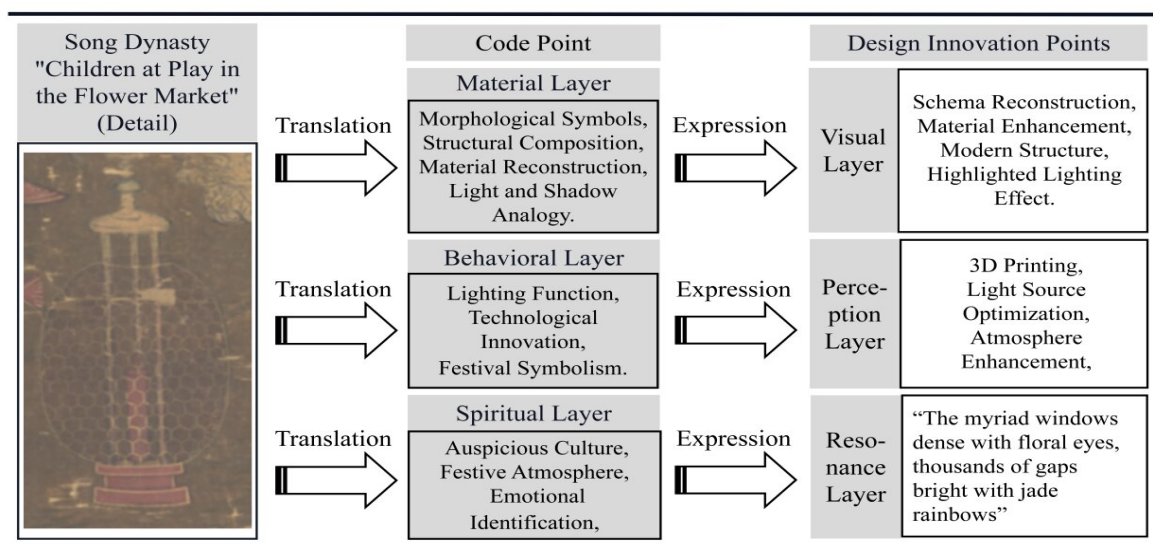 Song Dynasty
"Children at Play in
the Flower Market"
(Detail)
Code Point
Design Innovation Points
Translation
Material Layer
Morphological Symbols,
Structural Composition,
Material Reconstruction,
Light and Shadow
Analogy.
Expression
Visual
Layer
Schema Reconstruction,
Material Enhancement,
Modern Structure,
Highlighted Lighting
Effect.
Translation
Behavioral Layer
Lighting Function,
Technological
Innovation,
Festival Symbolism.
Expression
Perce-
ption
Layer
3D Printing,
Light Source
Optimization,
Atmosphere
Enhancement,
Translation
Spiritual Layer
Auspicious Culture,
Festive Atmosphere,
Emotional
Identification,
Expression
Reso-
nance
Layer
“The myriad windows
dense with floral eyes,
thousands of gaps
bright with jade
rainbows”